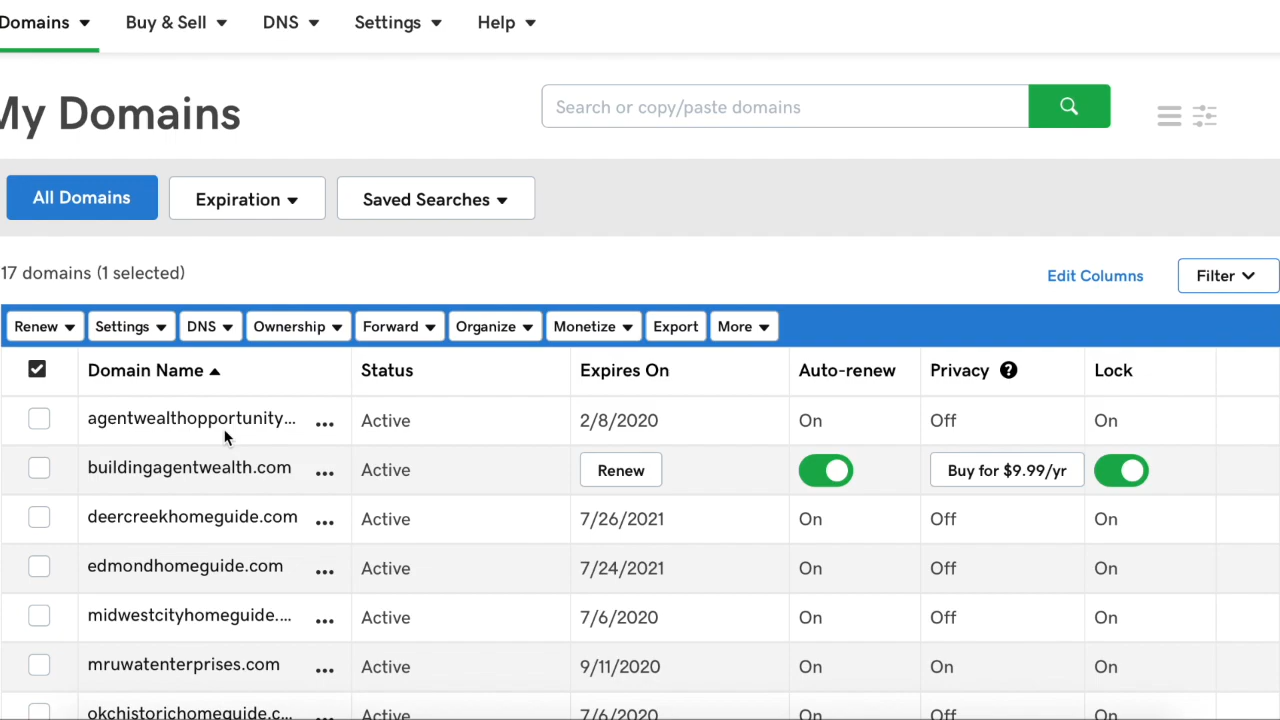 Domains Buy & Sell DNS Settings Help
My Domains
Search or copy/paste domains
All Domains Expiration Saved Searches
17 domains (1 selected)
Edit Columns Filter
Renew Settings DNS Ownership Forward Organize Monetize Export More
Domain Name Status Expires On Auto-renew Privacy ? Lock
agentwealthopportunity... ... Active 2/8/2020 On Off On
buildingagentwealth.com ... Active Renew Buy for $9.99/yr
deercreekhomeguide.com ... Active 7/26/2021 On Off On
edmondhomeguide.com ... Active 7/24/2021 On Off On
midwestcityhomeguide.... ... Active 7/6/2020 On Off On
mruwatenterprises.com ... Active 9/11/2020 On On On
okchistorichomeguide.c... ... Active 7/6/2020 On Off On